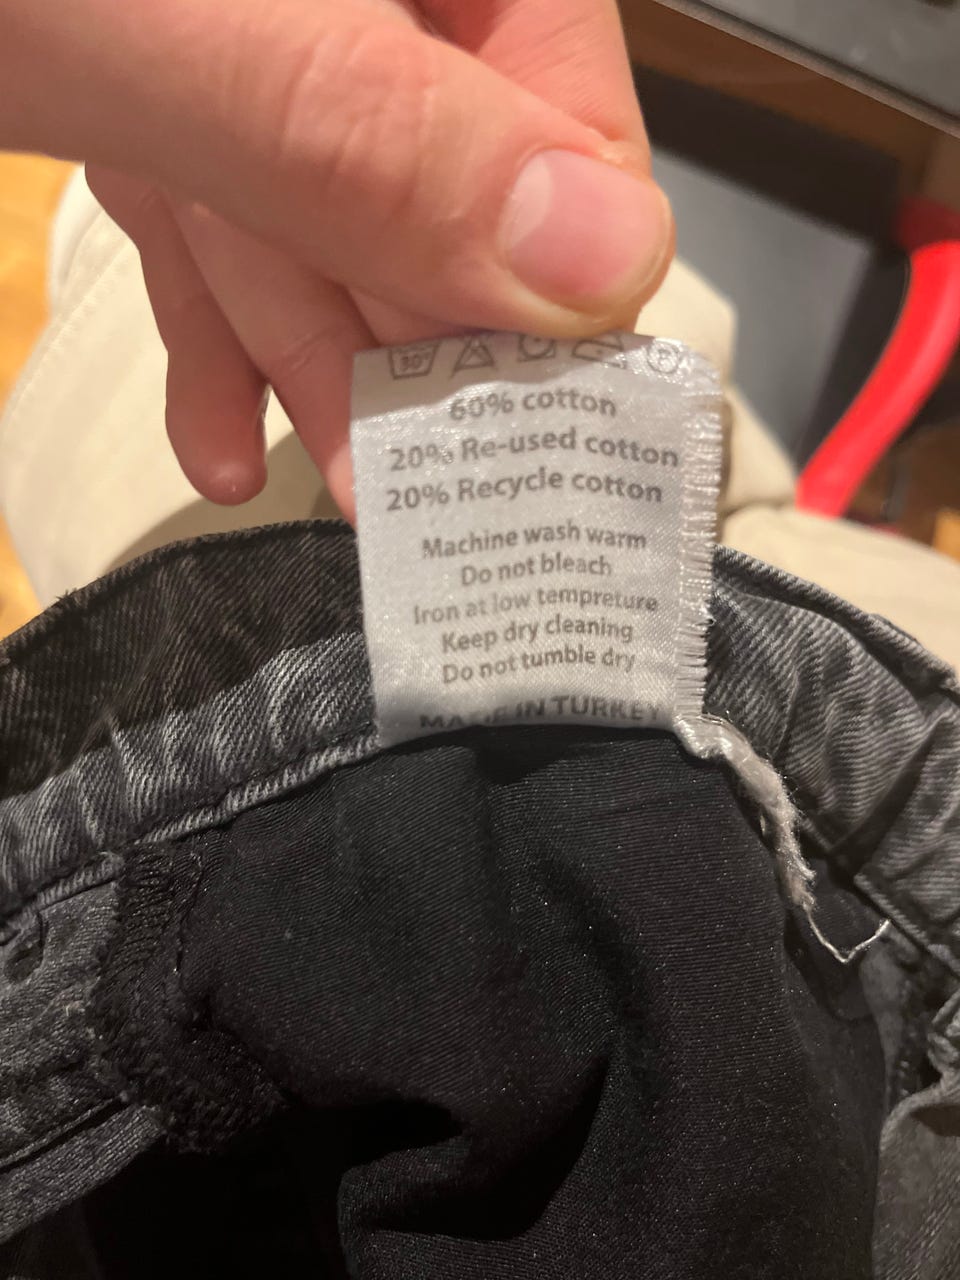 30°
P
60% cotton
20% Re-used cotton
20% Recycle cotton
Machine wash warm
Do not bleach
Iron at low tempreture
Keep dry cleaning
Do not tumble dry
MADE IN TURKEY